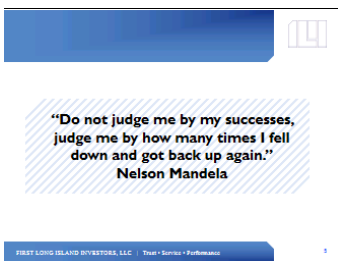 “Do not judge me by my successes,
judge me by how many times I fell
down and got back up again.”
Nelson Mandela
FIRST LONG ISLAND INVESTORS, LLC | Trust • Service • Performance